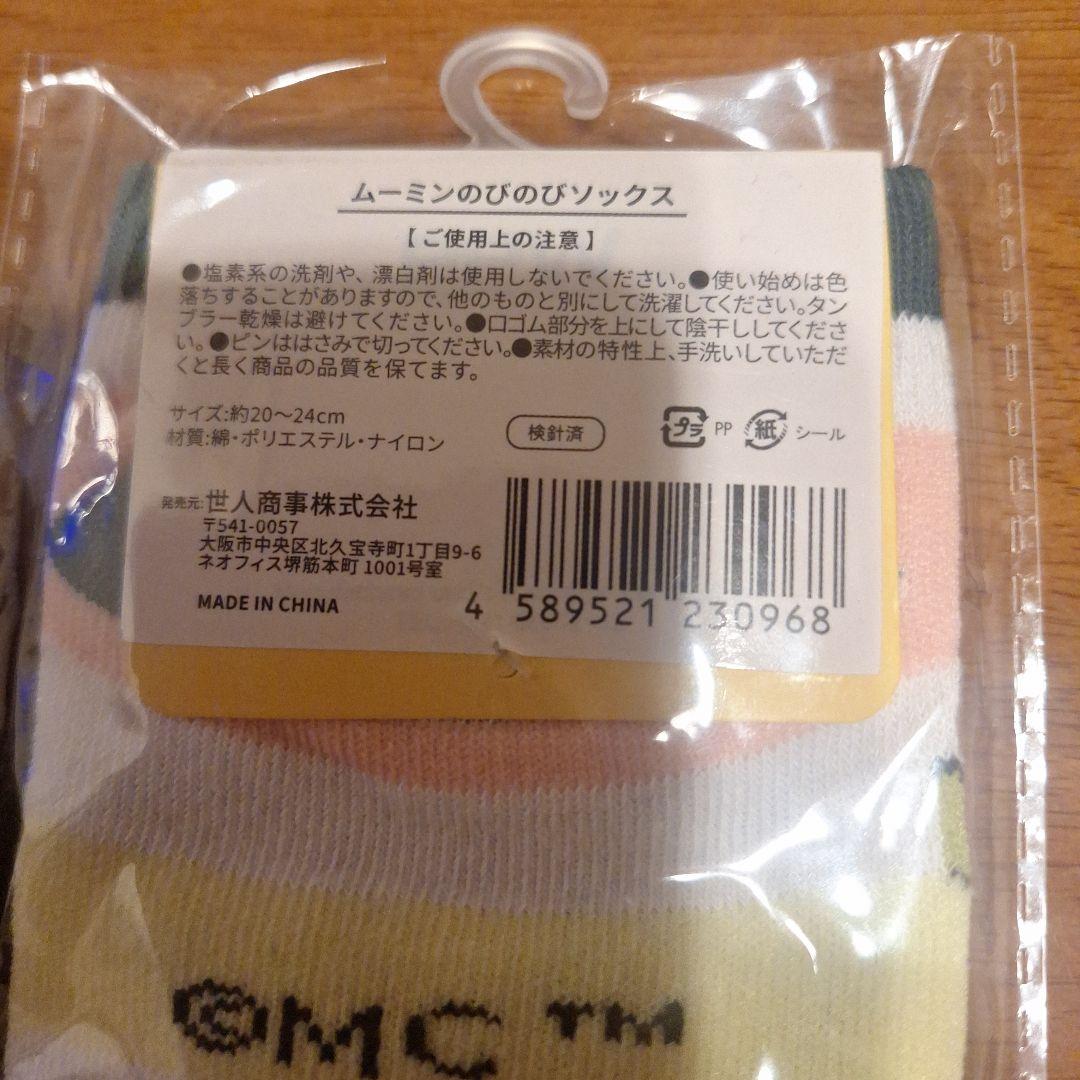 ムーミンのびのびソックス
【ご使用上の注意】
●塩素系の洗剤や、漂白剤は使用しないでください。●使い始めは色
落ちすることがありますので、他のものと別にして洗濯してください。タン
ブラー乾燥は避けてください。●口ゴム部分を上にして陰干ししてくださ
い。●ピンははさみで切ってください。●素材の特性上、手洗いしていただ
くと長く商品の品質を保てます。
サイズ:約20〜24cm
材質:綿・ポリエステル・ナイロン
検針済
プラ PP 紙 シール
発売元:世人商事株式会社
〒541-0057
大阪市中央区北久宝寺町1丁目9-6
ネオフィス堺筋本町 1001号室
MADE IN CHINA
4 589521 230968
©MC ™